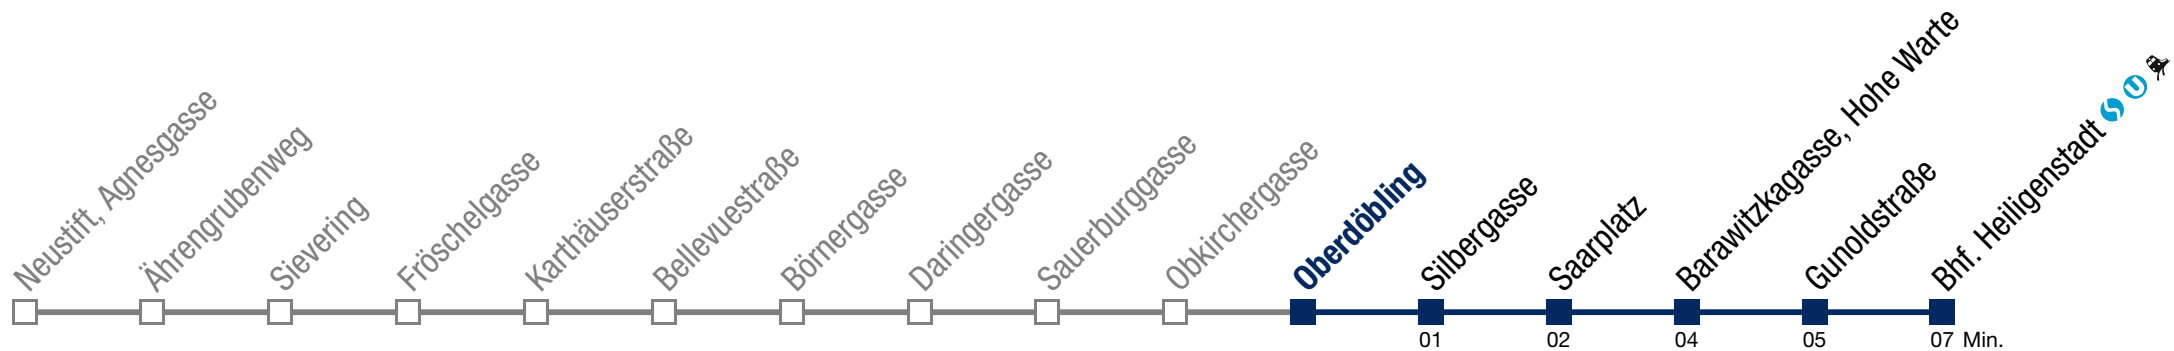 Neustift, Agnesgasse
Ährengrubenweg
Sievering
Fröschelgasse
Karthäuserstraße
Bellevuestraße
Börnergasse
Daringergasse
Sauerburggasse
Obkirchergasse
Oberdöbling
Silbergasse
Saarplatz
Barawitzkagasse, Hohe Warte
Gunoldstraße
Bhf. Heiligenstadt S U
01 02 04 05 07 Min.